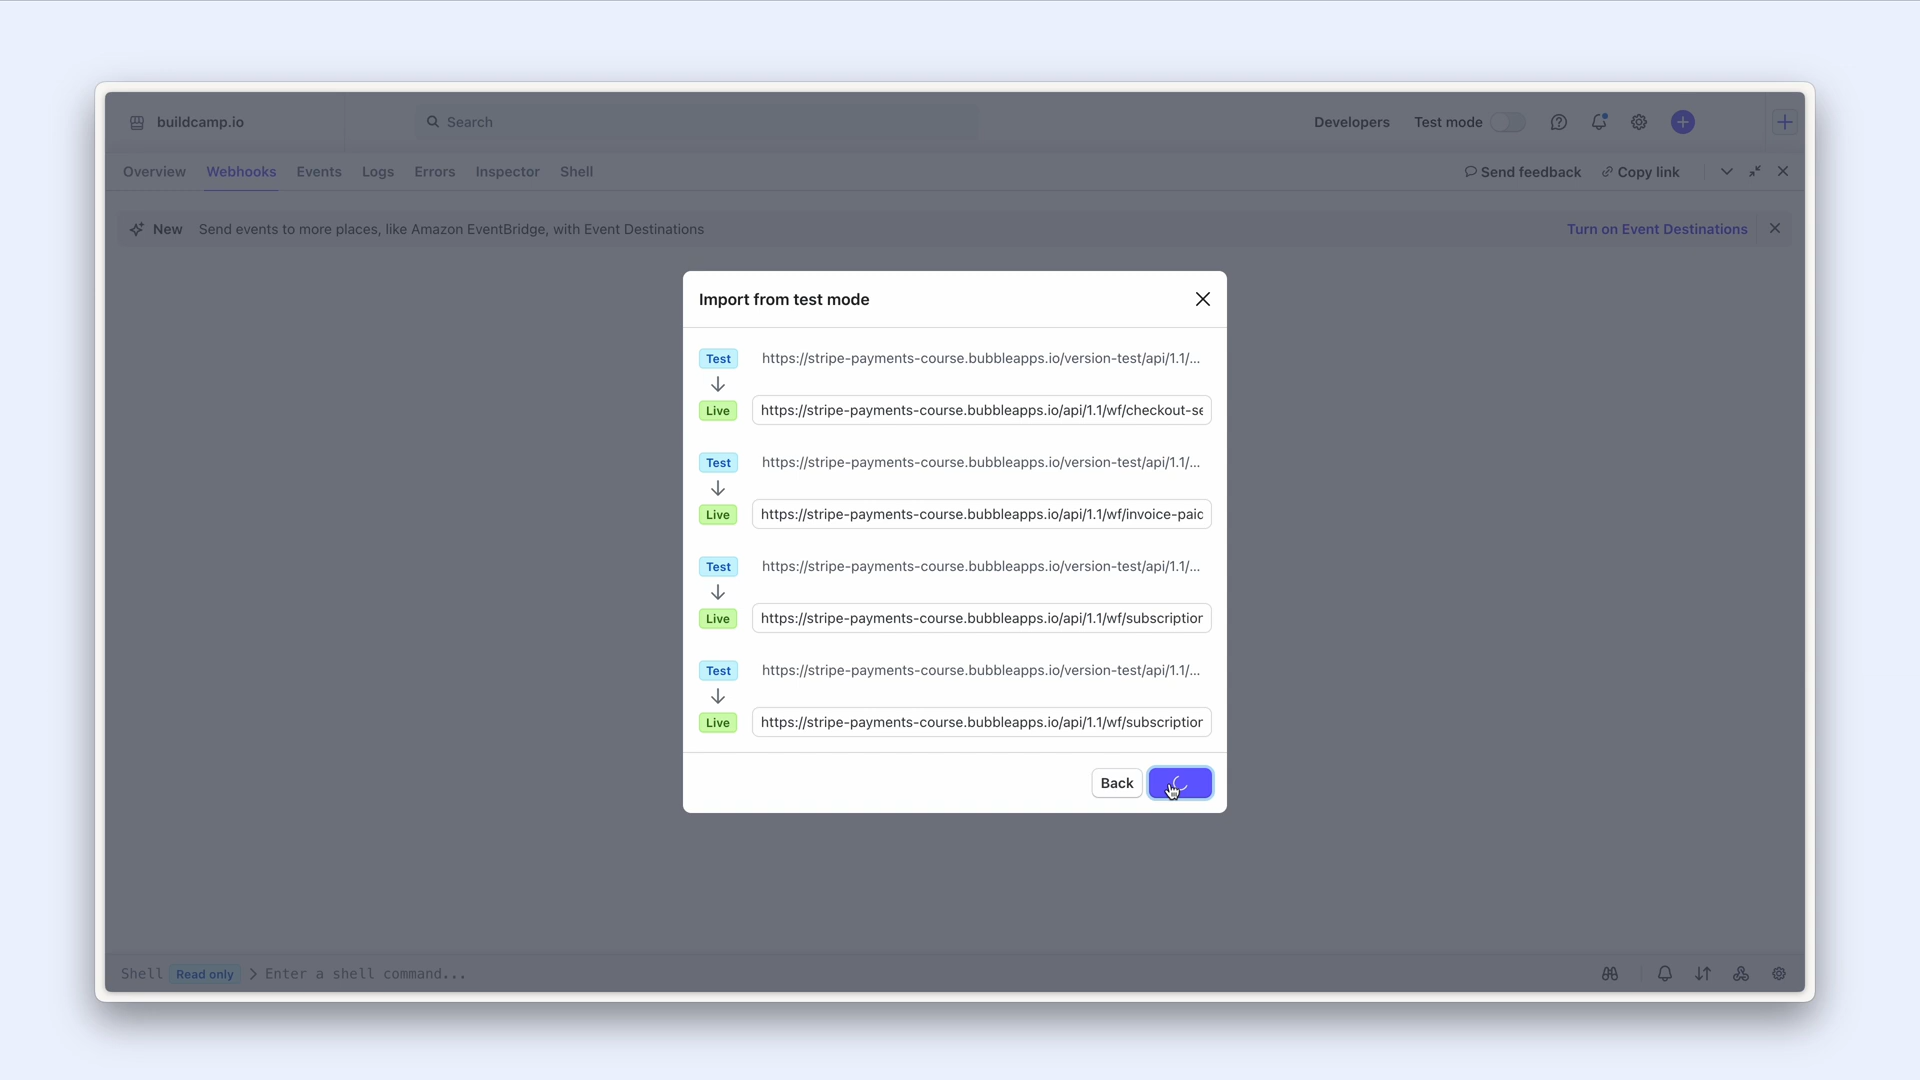 buildcamp.io
Search
Developers
Test mode
Overview
Webhooks
Events
Logs
Errors
Inspector
Shell
Send feedback
Copy link
New
Send events to more places, like Amazon EventBridge, with Event Destinations
Turn on Event Destinations
Import from test mode
Test
https://stripe-payments-course.bubbleapps.io/version-test/api/1.1/...
Live
https://stripe-payments-course.bubbleapps.io/api/1.1/wf/checkout-se
Test
https://stripe-payments-course.bubbleapps.io/version-test/api/1.1/...
Live
https://stripe-payments-course.bubbleapps.io/api/1.1/wf/invoice-paid
Test
https://stripe-payments-course.bubbleapps.io/version-test/api/1.1/...
Live
https://stripe-payments-course.bubbleapps.io/api/1.1/wf/subscription
Test
https://stripe-payments-course.bubbleapps.io/version-test/api/1.1/...
Live
https://stripe-payments-course.bubbleapps.io/api/1.1/wf/subscription
Back
Shell Read only > Enter a shell command...